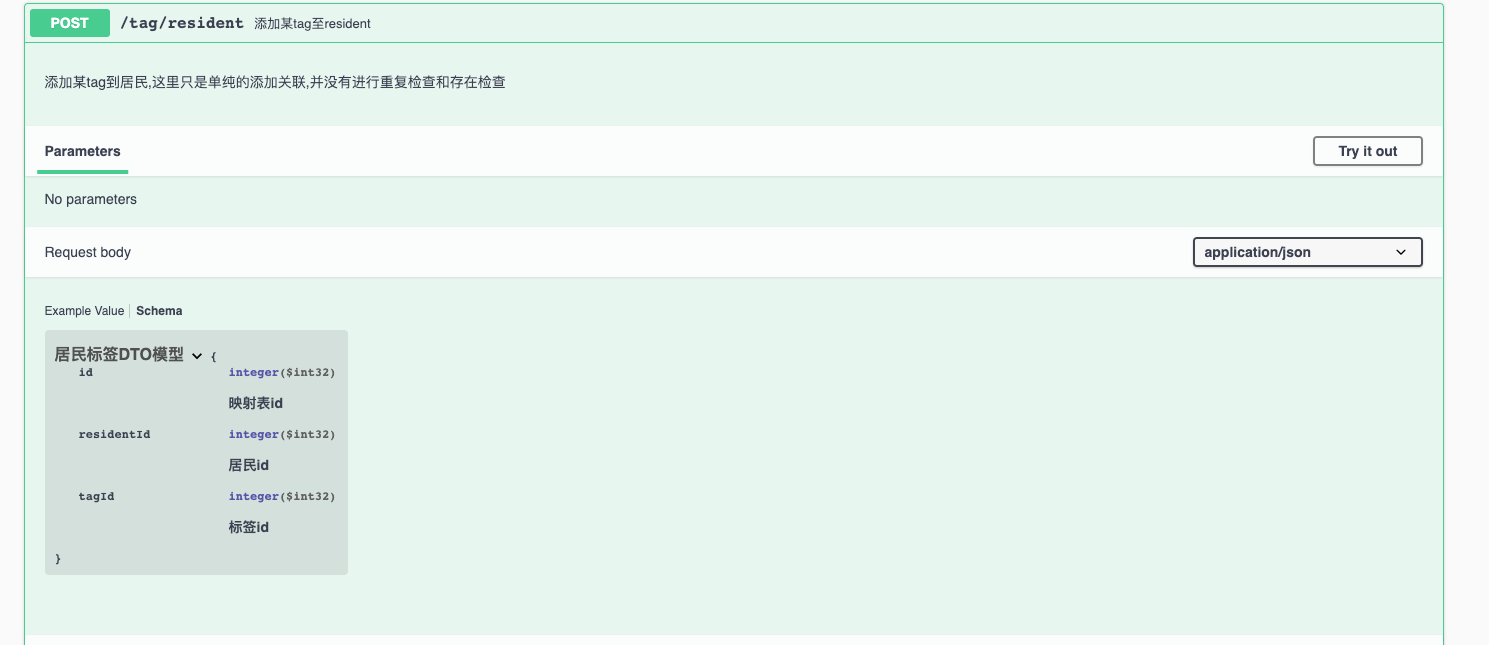 POST /tag/resident 添加某tag至resident
添加某tag到居民,这里只是单纯的添加关联,并没有进行重复检查和存在检查
Parameters Try it out
No parameters
Request body application/json
Example Value Schema
居民标签DTO模型 {
id integer($int32)
映射表id
residentId integer($int32)
居民id
tagId integer($int32)
标签id
}